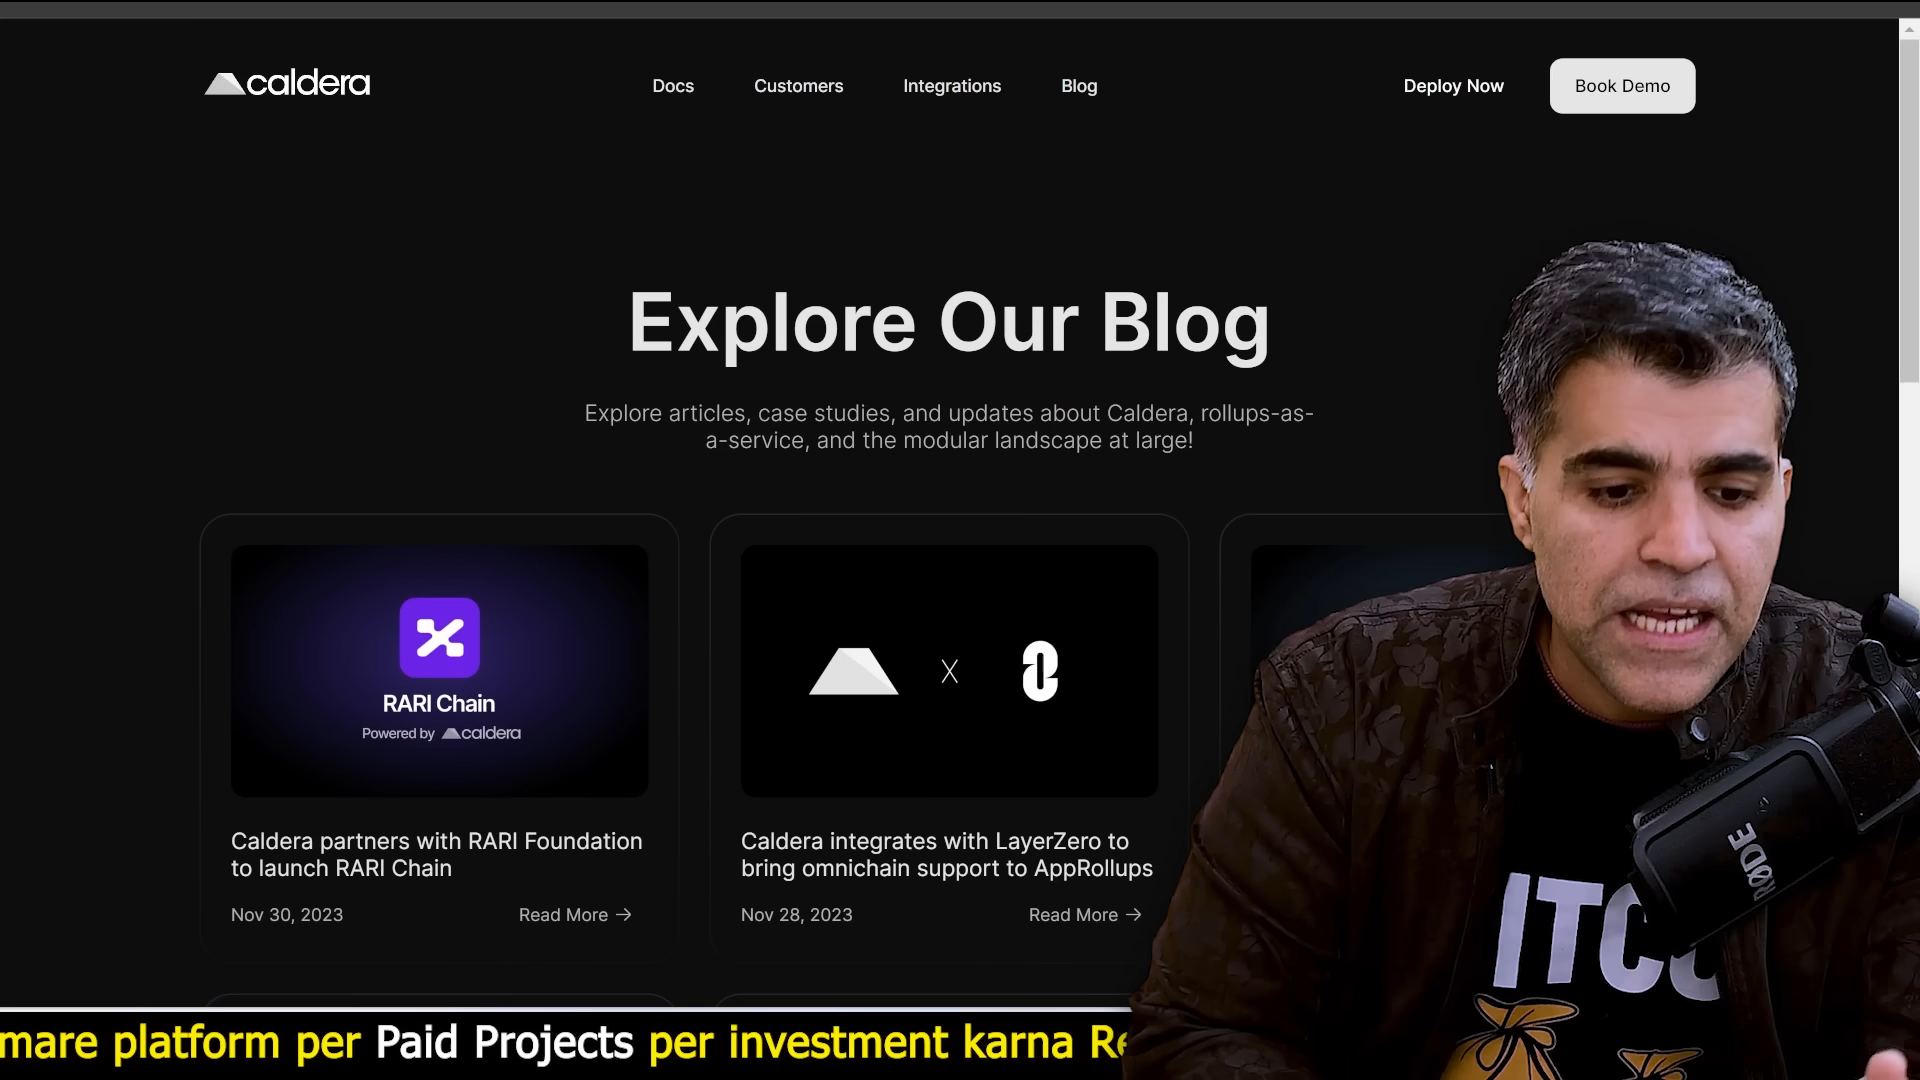 caldera
Docs
Customers
Integrations
Blog
Deploy Now
Book Demo
Explore Our Blog
Explore articles, case studies, and updates about Caldera, rollups-as-
a-service, and the modular landscape at large!
RARI Chain
Powered by caldera
X
Caldera partners with RARI Foundation
to launch RARI Chain
Nov 30, 2023
Read More →
Caldera integrates with LayerZero to
bring omnichain support to AppRollups
Nov 28, 2023
Read More →
RØDE
mare platform per Paid Projects per investment karna